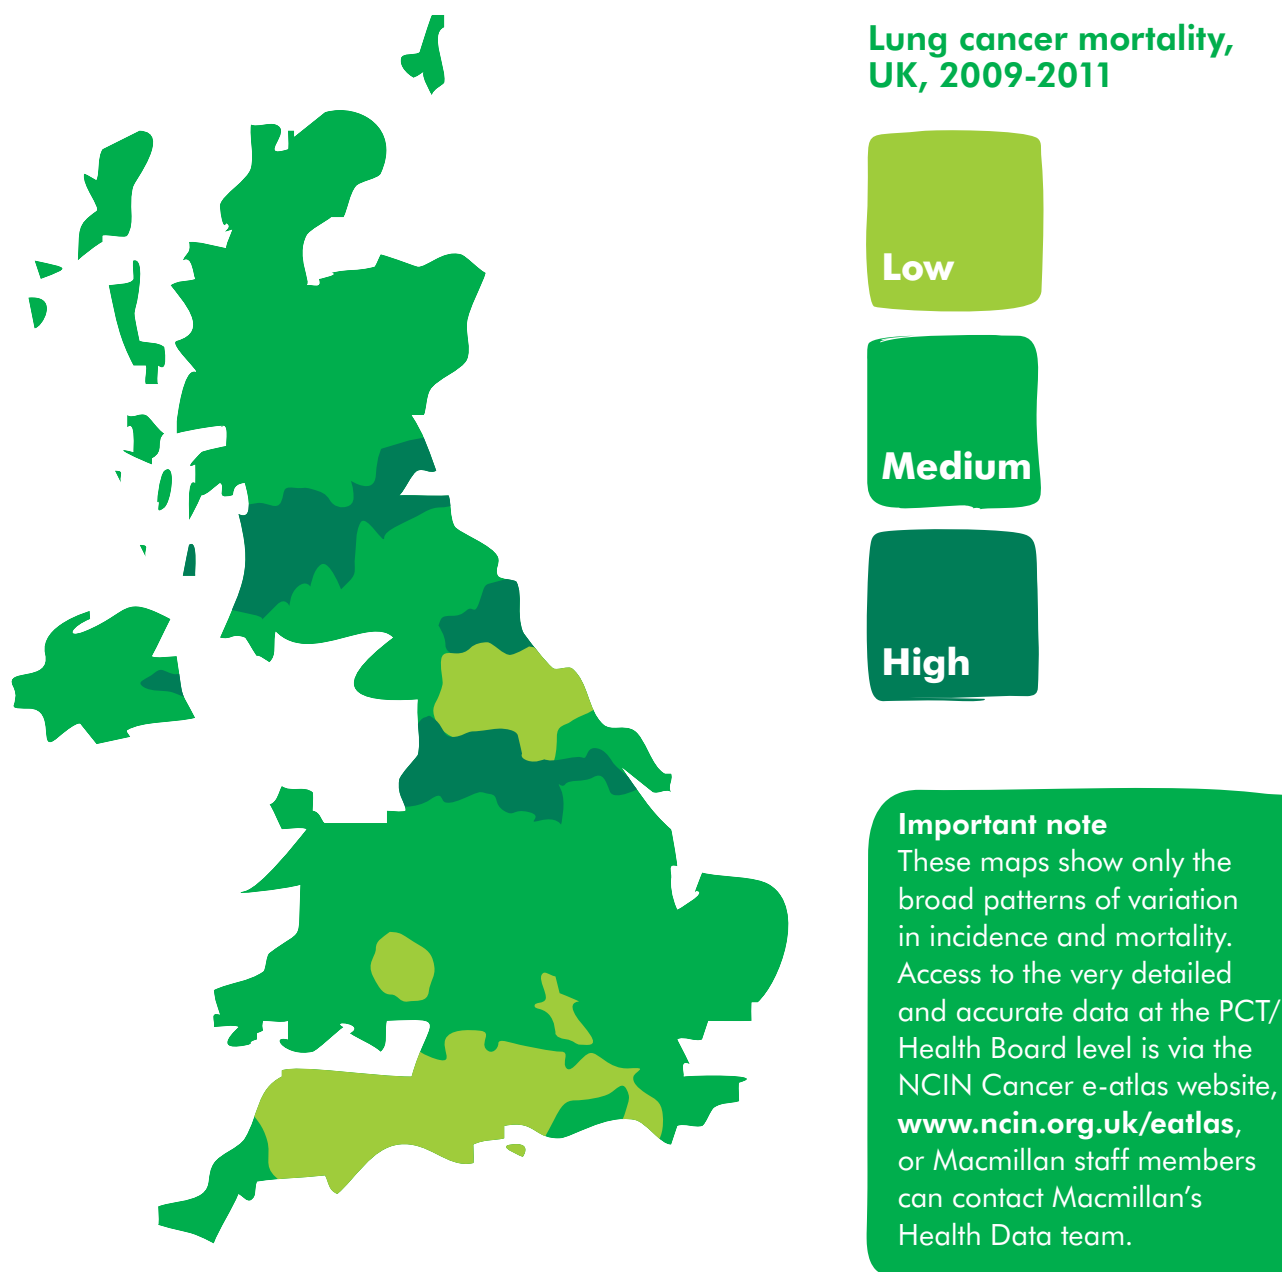 Lung cancer mortality,
UK, 2009-2011
Low
Medium
High
Important note
These maps show only the
broad patterns of variation
in incidence and mortality.
Access to the very detailed
and accurate data at the PCT/
Health Board level is via the
NCIN Cancer e-atlas website,
www.ncin.org.uk/eatlas,
or Macmillan staff members
can contact Macmillan’s
Health Data team.